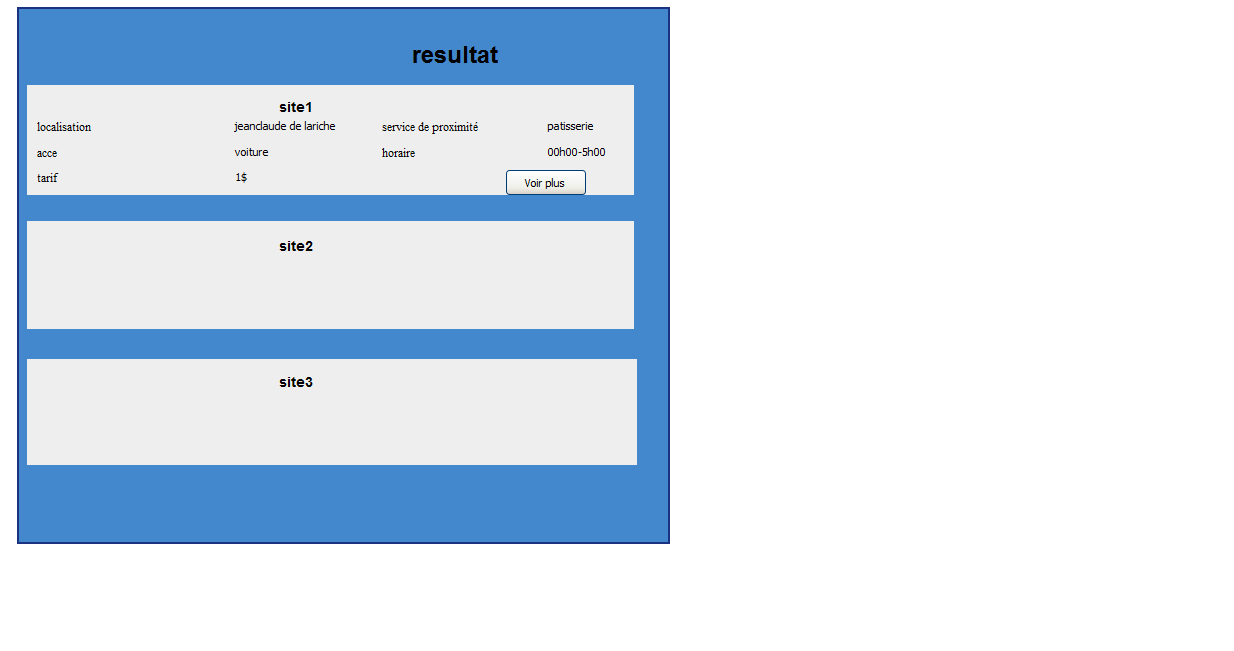 resultat
site1
localisation jeanclaude de lariche service de proximité patisserie
acce voiture horaire 00h00-5h00
tarif 1$ Voir plus
site2
site3